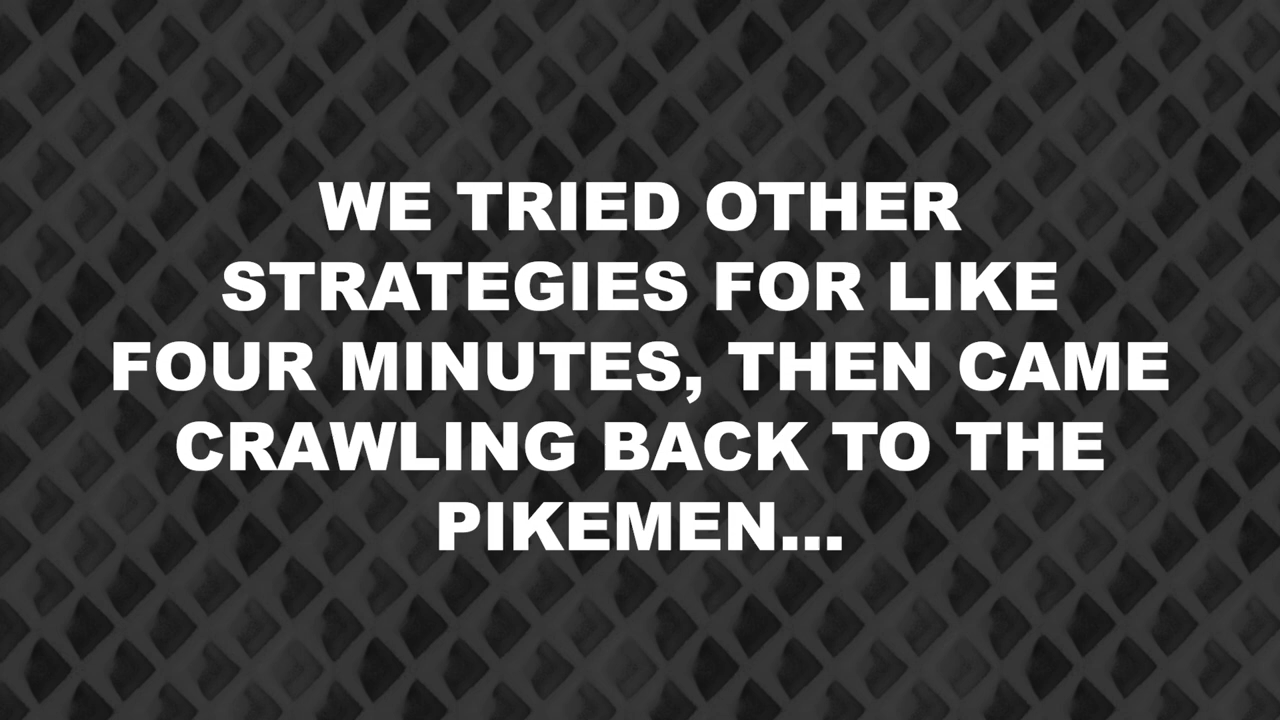 WE TRIED OTHER
STRATEGIES FOR LIKE
FOUR MINUTES, THEN CAME
CRAWLING BACK TO THE
PIKEMEN...